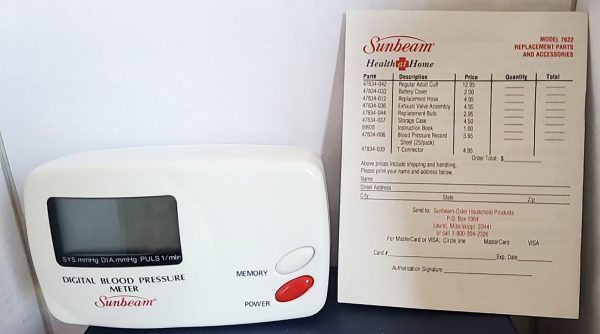 SYS.mmHg DIA.mmHg PULS 1/min
DIGITAL BLOOD PRESSURE
METER
Sunbeam
MEMORY
POWER
Sunbeam
Health at Home
MODEL 7622
REPLACEMENT PARTS
AND ACCESSORIES
Part# Description Price Quantity Total
47834-042 Regular Adult Cuff 12.95
47834-033 Battery Cover 2.00
47834-012 Replacement Hose 4.95
47834-036 Exhaust Valve Assembly 4.95
47834-044 Replacement Bulb 2.95
47834-037 Storage Case 4.50
99935 Instruction Book 1.00
47834-006 Blood Pressure Record 3.95
Sheet (25/pack)
47834-039 T Connector 4.95
Order Total: $
Above prices include shipping and handling.
Please print your name and address below.
Name
Street Address
City State Zip
Send to: Sunbeam-Oster Household Products
P.O. Box 1964
Laurel, Mississippi 39441
or call 1-800-394-2326
For MasterCard or VISA; Circle one MasterCard VISA
Card # Exp. Date
Authorization Signature